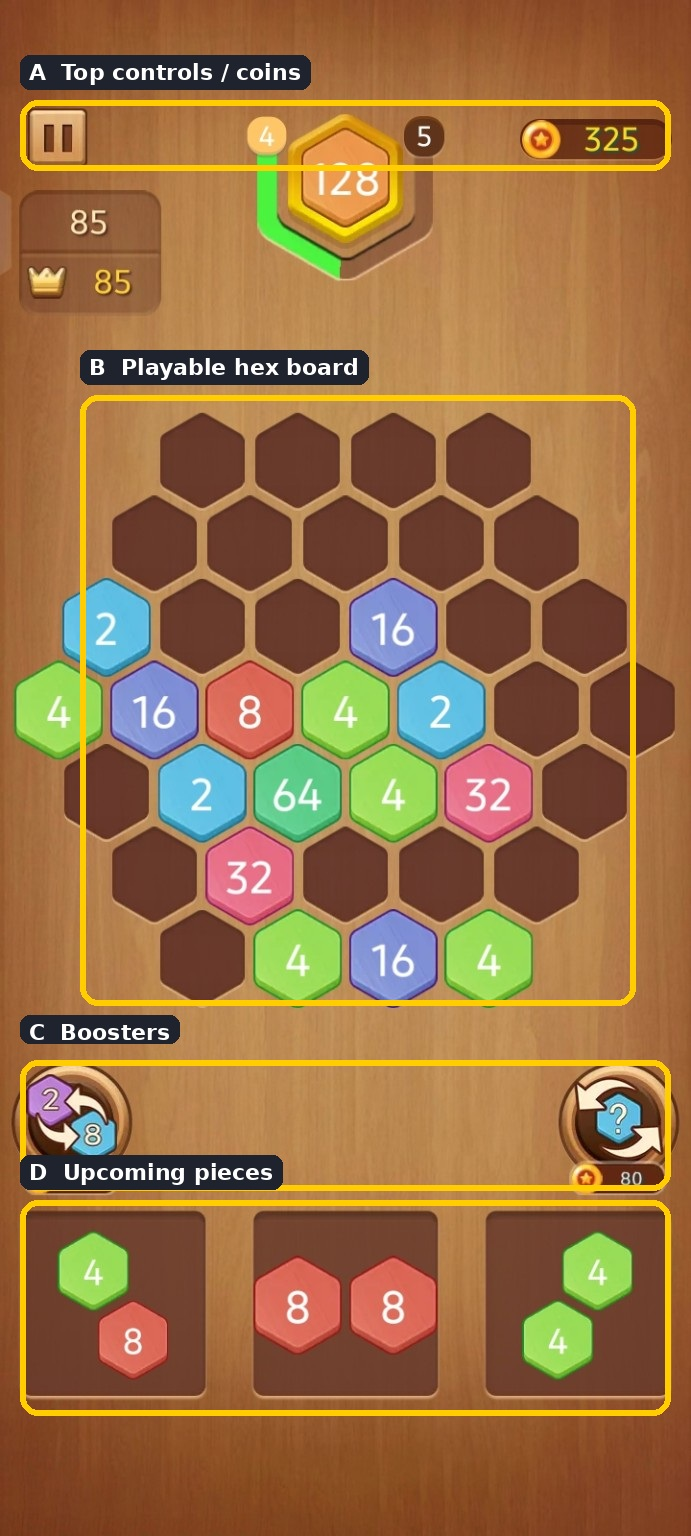 A Top controls / coins
4
5
128
325
85
85
B Playable hex board
2
16
4 16 8 4 2
2 64 4 32
32
4 16 4
C Boosters
2
8
?
D Upcoming pieces
80
4
8
8 8
4
4